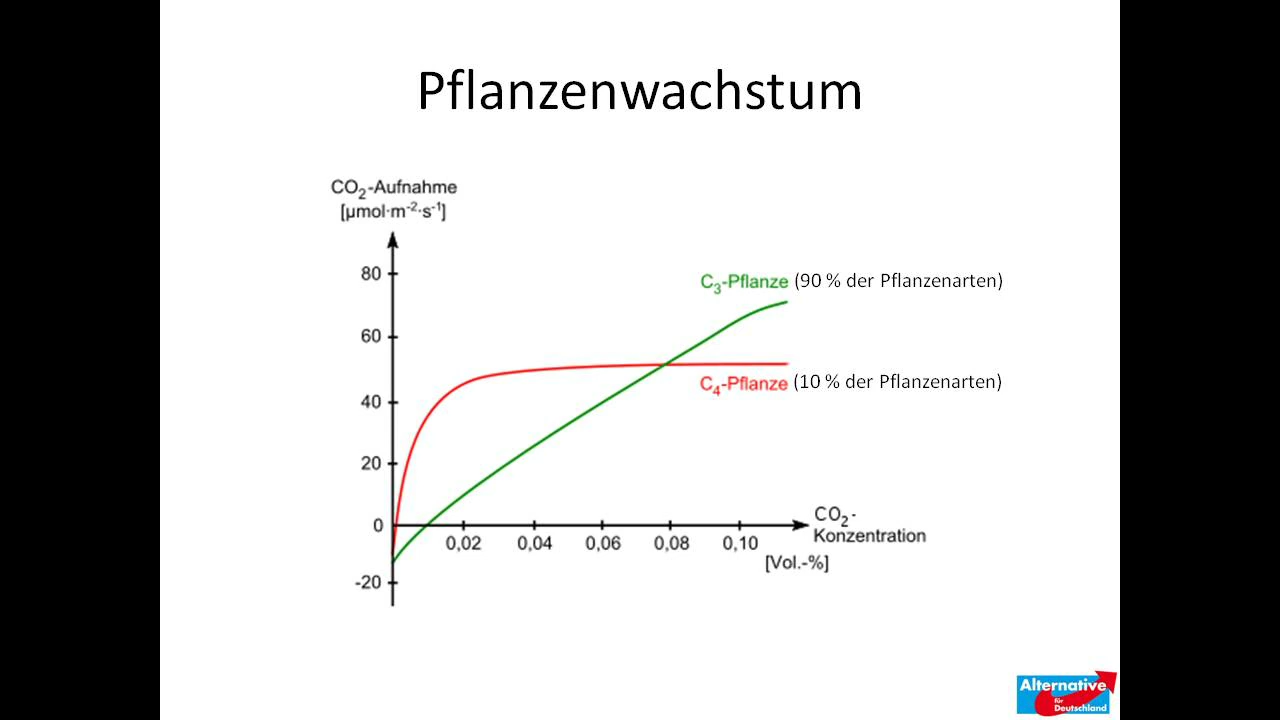 Pflanzenwachstum
CO₂-Aufnahme
[µmol·m⁻²·s⁻¹]
80
60
40
20
0
-20
C₃-Pflanze (90 % der Pflanzenarten)
C₄-Pflanze (10 % der Pflanzenarten)
0,02 0,04 0,06 0,08 0,10
CO₂-
Konzentration
[Vol.-%]
Alternative
für
Deutschland